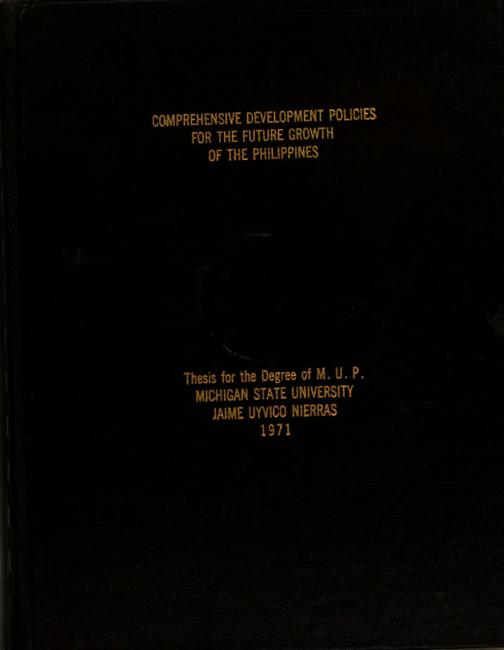 COMPREHENSIVE DEVELOPMENT POLICIES
FOR THE FUTURE GROWTH
OF THE PHILIPPINES
Thesis for the Degree of M. U. P.
MICHIGAN STATE UNIVERSITY
JAIME UYVICO NIERRAS
1971